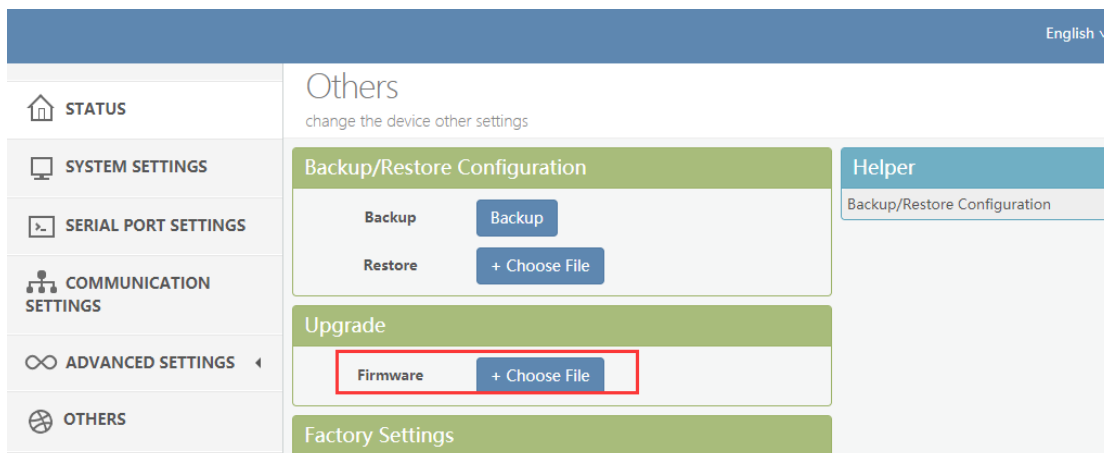 English
STATUS
SYSTEM SETTINGS
SERIAL PORT SETTINGS
COMMUNICATION
SETTINGS
ADVANCED SETTINGS
OTHERS
Others
change the device other settings
Backup/Restore Configuration
Backup Backup
Restore + Choose File
Upgrade
Firmware + Choose File
Factory Settings
Helper
Backup/Restore Configuration